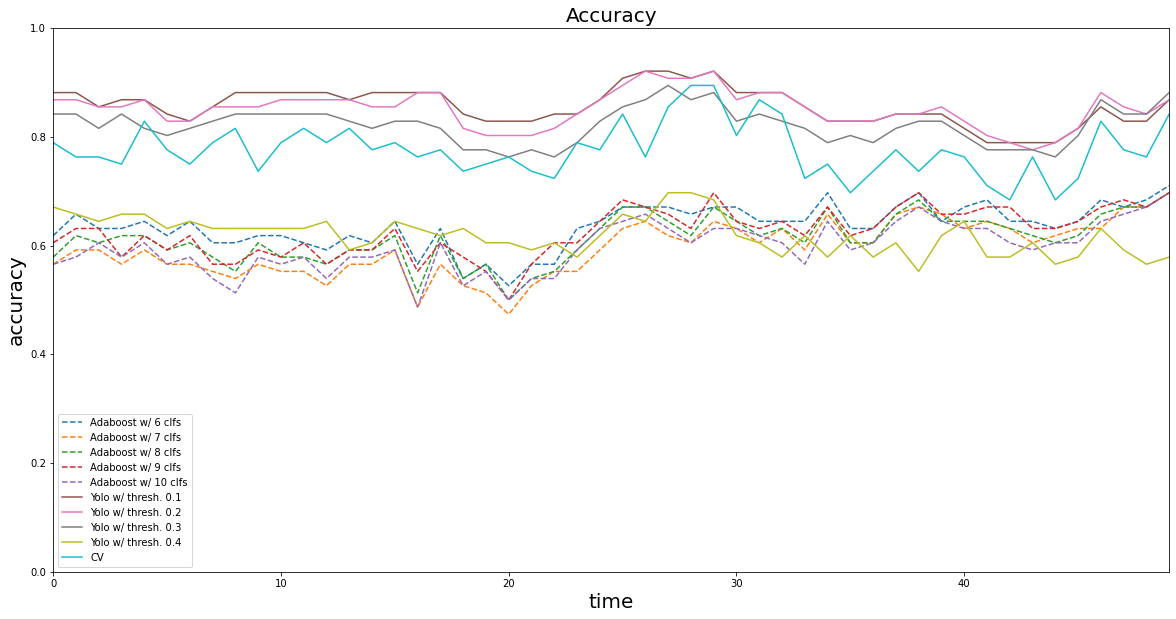 Accuracy
1.0
0.8
0.6
0.4
0.2
0.0
accuracy
Adaboost w/ 6 clfs
Adaboost w/ 7 clfs
Adaboost w/ 8 clfs
Adaboost w/ 9 clfs
Adaboost w/ 10 clfs
Yolo w/ thresh. 0.1
Yolo w/ thresh. 0.2
Yolo w/ thresh. 0.3
Yolo w/ thresh. 0.4
CV
0 10 20 30 40
time